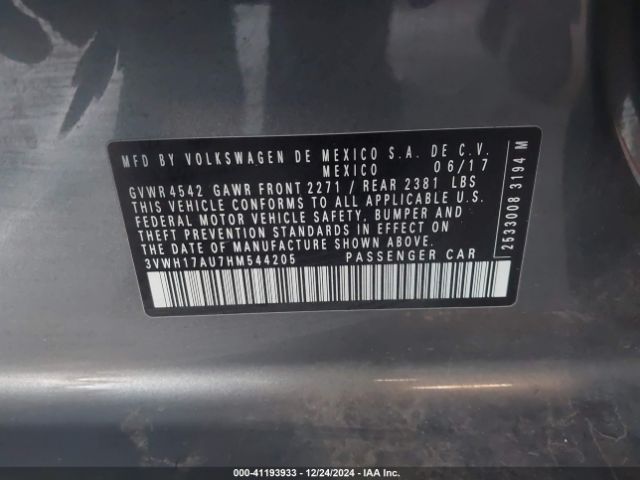 MFD BY VOLKSWAGEN DE MEXICO S.A. DE C.V.
MEXICO 06/17
GVWR 4542 GAWR FRONT 2271 / REAR 2381 LBS
THIS VEHICLE CONFORMS TO ALL APPLICABLE U.S.
FEDERAL MOTOR VEHICLE SAFETY, BUMPER AND
THEFT PREVENTION STANDARDS IN EFFECT ON
THE DATE OF MANUFACTURE SHOWN ABOVE.
3VWH17AU7HM544205 PASSENGER CAR
2533008 3194 M
000-41193933 - 12/24/2024 - IAA Inc.